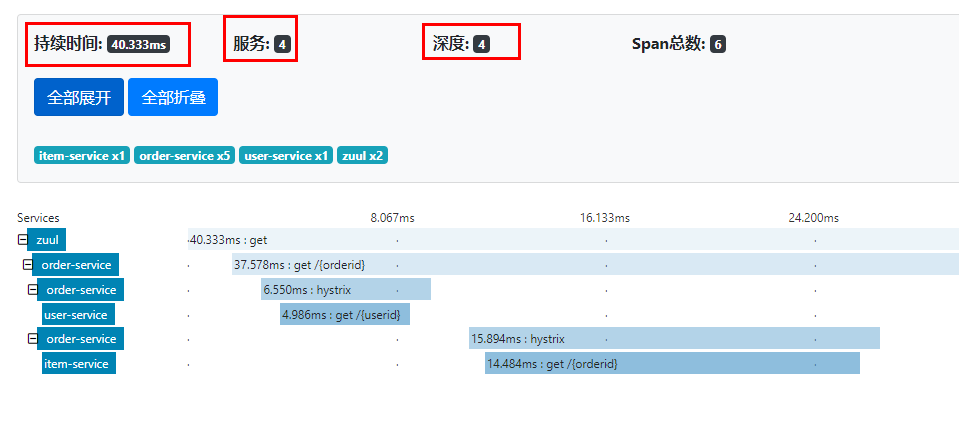 持续时间: 40.333ms 服务: 4 深度: 4 Span总数: 6
全部展开 全部折叠
item-service x1 order-service x5 user-service x1 zuul x2
Services 8.067ms 16.133ms 24.200ms
zuul 40.333ms : get
order-service 37.578ms : get /{orderid}
order-service 6.550ms : hystrix
user-service 4.986ms : get /{userid}
order-service 15.894ms : hystrix
item-service 14.484ms : get /{orderid}